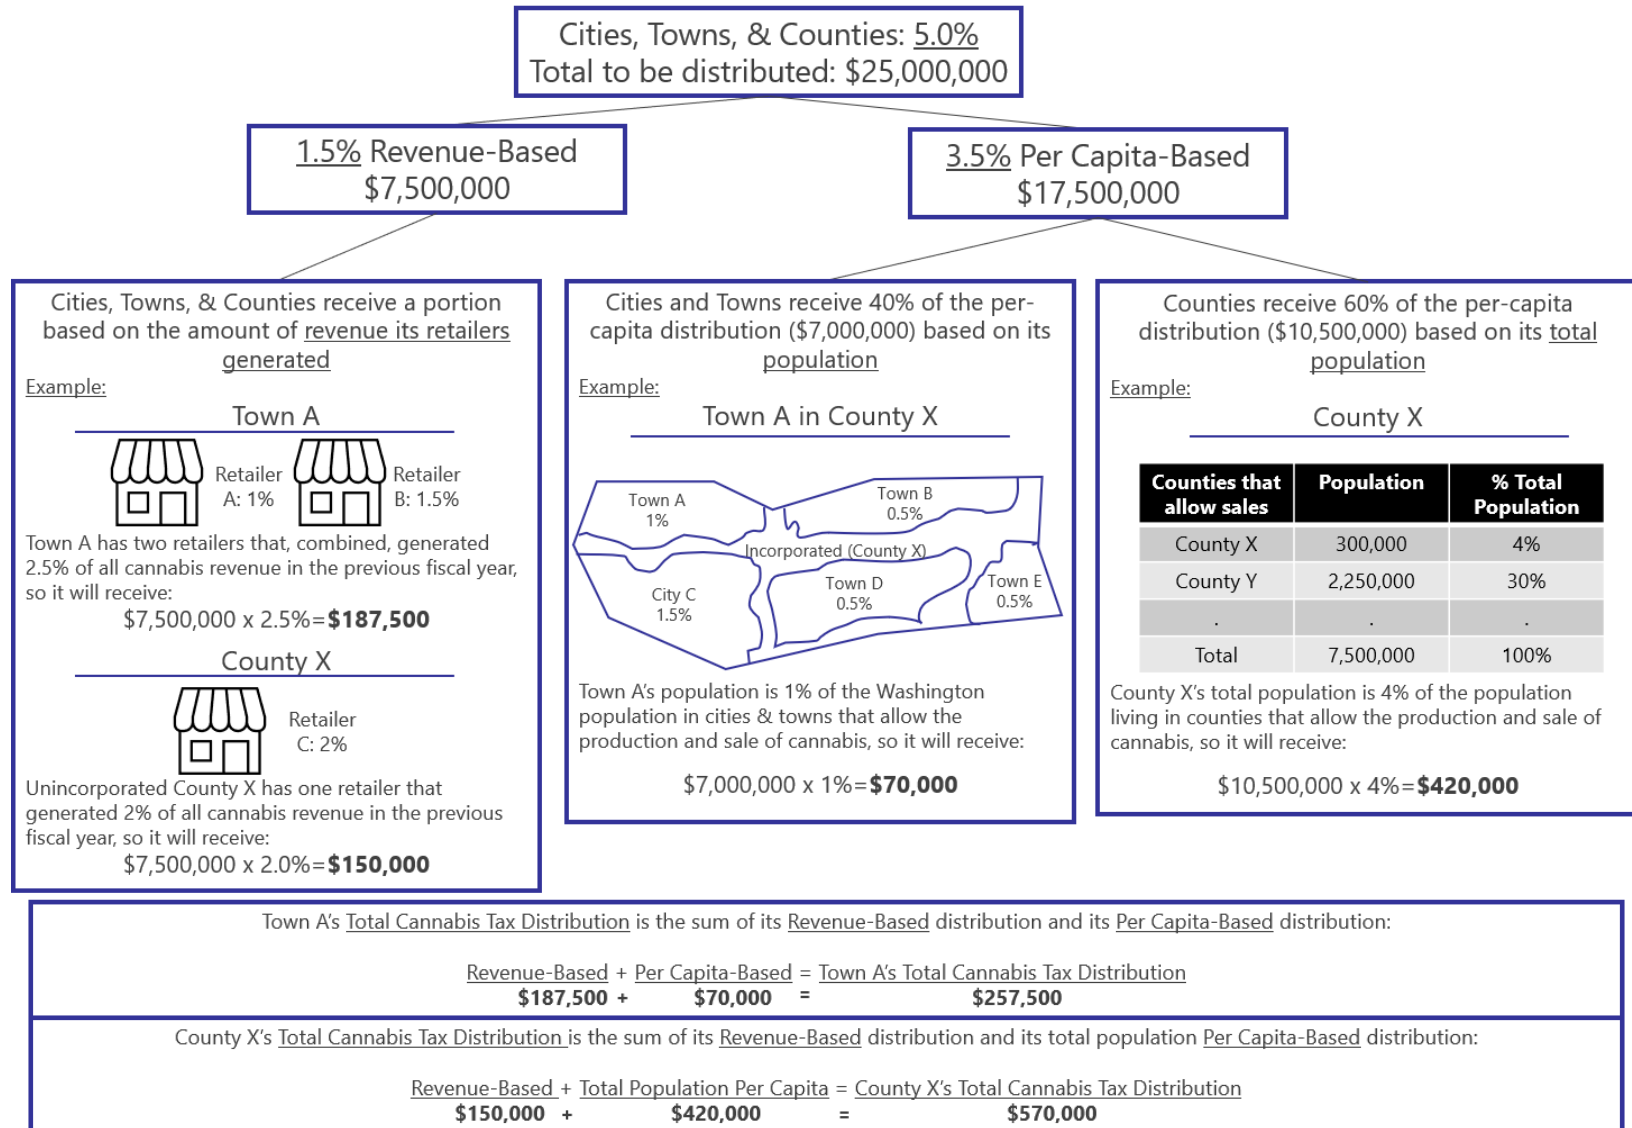 Cities, Towns, & Counties: 5.0%
Total to be distributed: $25,000,000
1.5% Revenue-Based
$7,500,000
3.5% Per Capita-Based
$17,500,000
Cities, Towns, & Counties receive a portion
based on the amount of revenue its retailers
generated
Example:
Town A
Retailer
A: 1%
Retailer
B: 1.5%
Town A has two retailers that, combined, generated
2.5% of all cannabis revenue in the previous fiscal year,
so it will receive:
$7,500,000 x 2.5%=$187,500
County X
Retailer
C: 2%
Unincorporated County X has one retailer that
generated 2% of all cannabis revenue in the previous
fiscal year, so it will receive:
$7,500,000 x 2.0%=$150,000
Cities and Towns receive 40% of the per-
capita distribution ($7,000,000) based on its
population
Example:
Town A in County X
Town A
1%
Town B
0.5%
Incorporated (County X)
City C
1.5%
Town D
0.5%
Town E
0.5%
Town A's population is 1% of the Washington
population in cities & towns that allow the
production and sale of cannabis, so it will receive:
$7,000,000 x 1%=$70,000
Counties receive 60% of the per-capita
distribution ($10,500,000) based on its total
population
Example:
County X
Counties that allow sales Population % Total Population
County X 300,000 4%
County Y 2,250,000 30%
. . .
Total 7,500,000 100%
County X's total population is 4% of the population
living in counties that allow the production and sale of
cannabis, so it will receive:
$10,500,000 x 4%=$420,000
Town A's Total Cannabis Tax Distribution is the sum of its Revenue-Based distribution and its Per Capita-Based distribution:
Revenue-Based + Per Capita-Based = Town A's Total Cannabis Tax Distribution
$187,500 + $70,000 = $257,500
County X's Total Cannabis Tax Distribution is the sum of its Revenue-Based distribution and its total population Per Capita-Based distribution:
Revenue-Based + Total Population Per Capita = County X's Total Cannabis Tax Distribution
$150,000 + $420,000 = $570,000